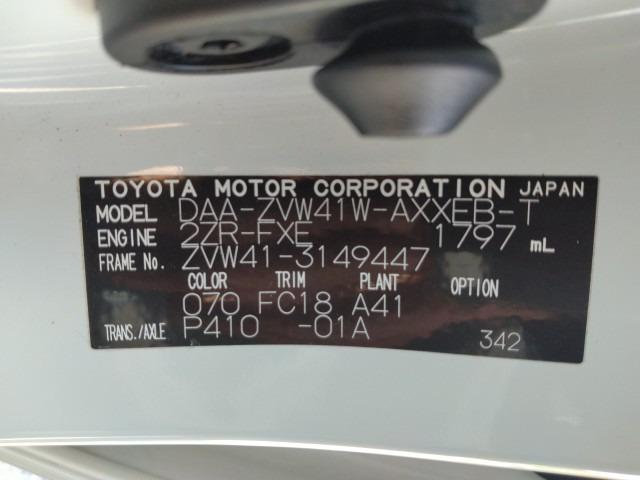 TOYOTA MOTOR CORPORATION JAPAN
MODEL DAA-ZVW41W-AXXEB-T
ENGINE 2ZR-FXE 1797 mL
FRAME No. ZVW41-3149447
COLOR TRIM PLANT OPTION
070 FC18 A41
TRANS./AXLE P410 -01A 342